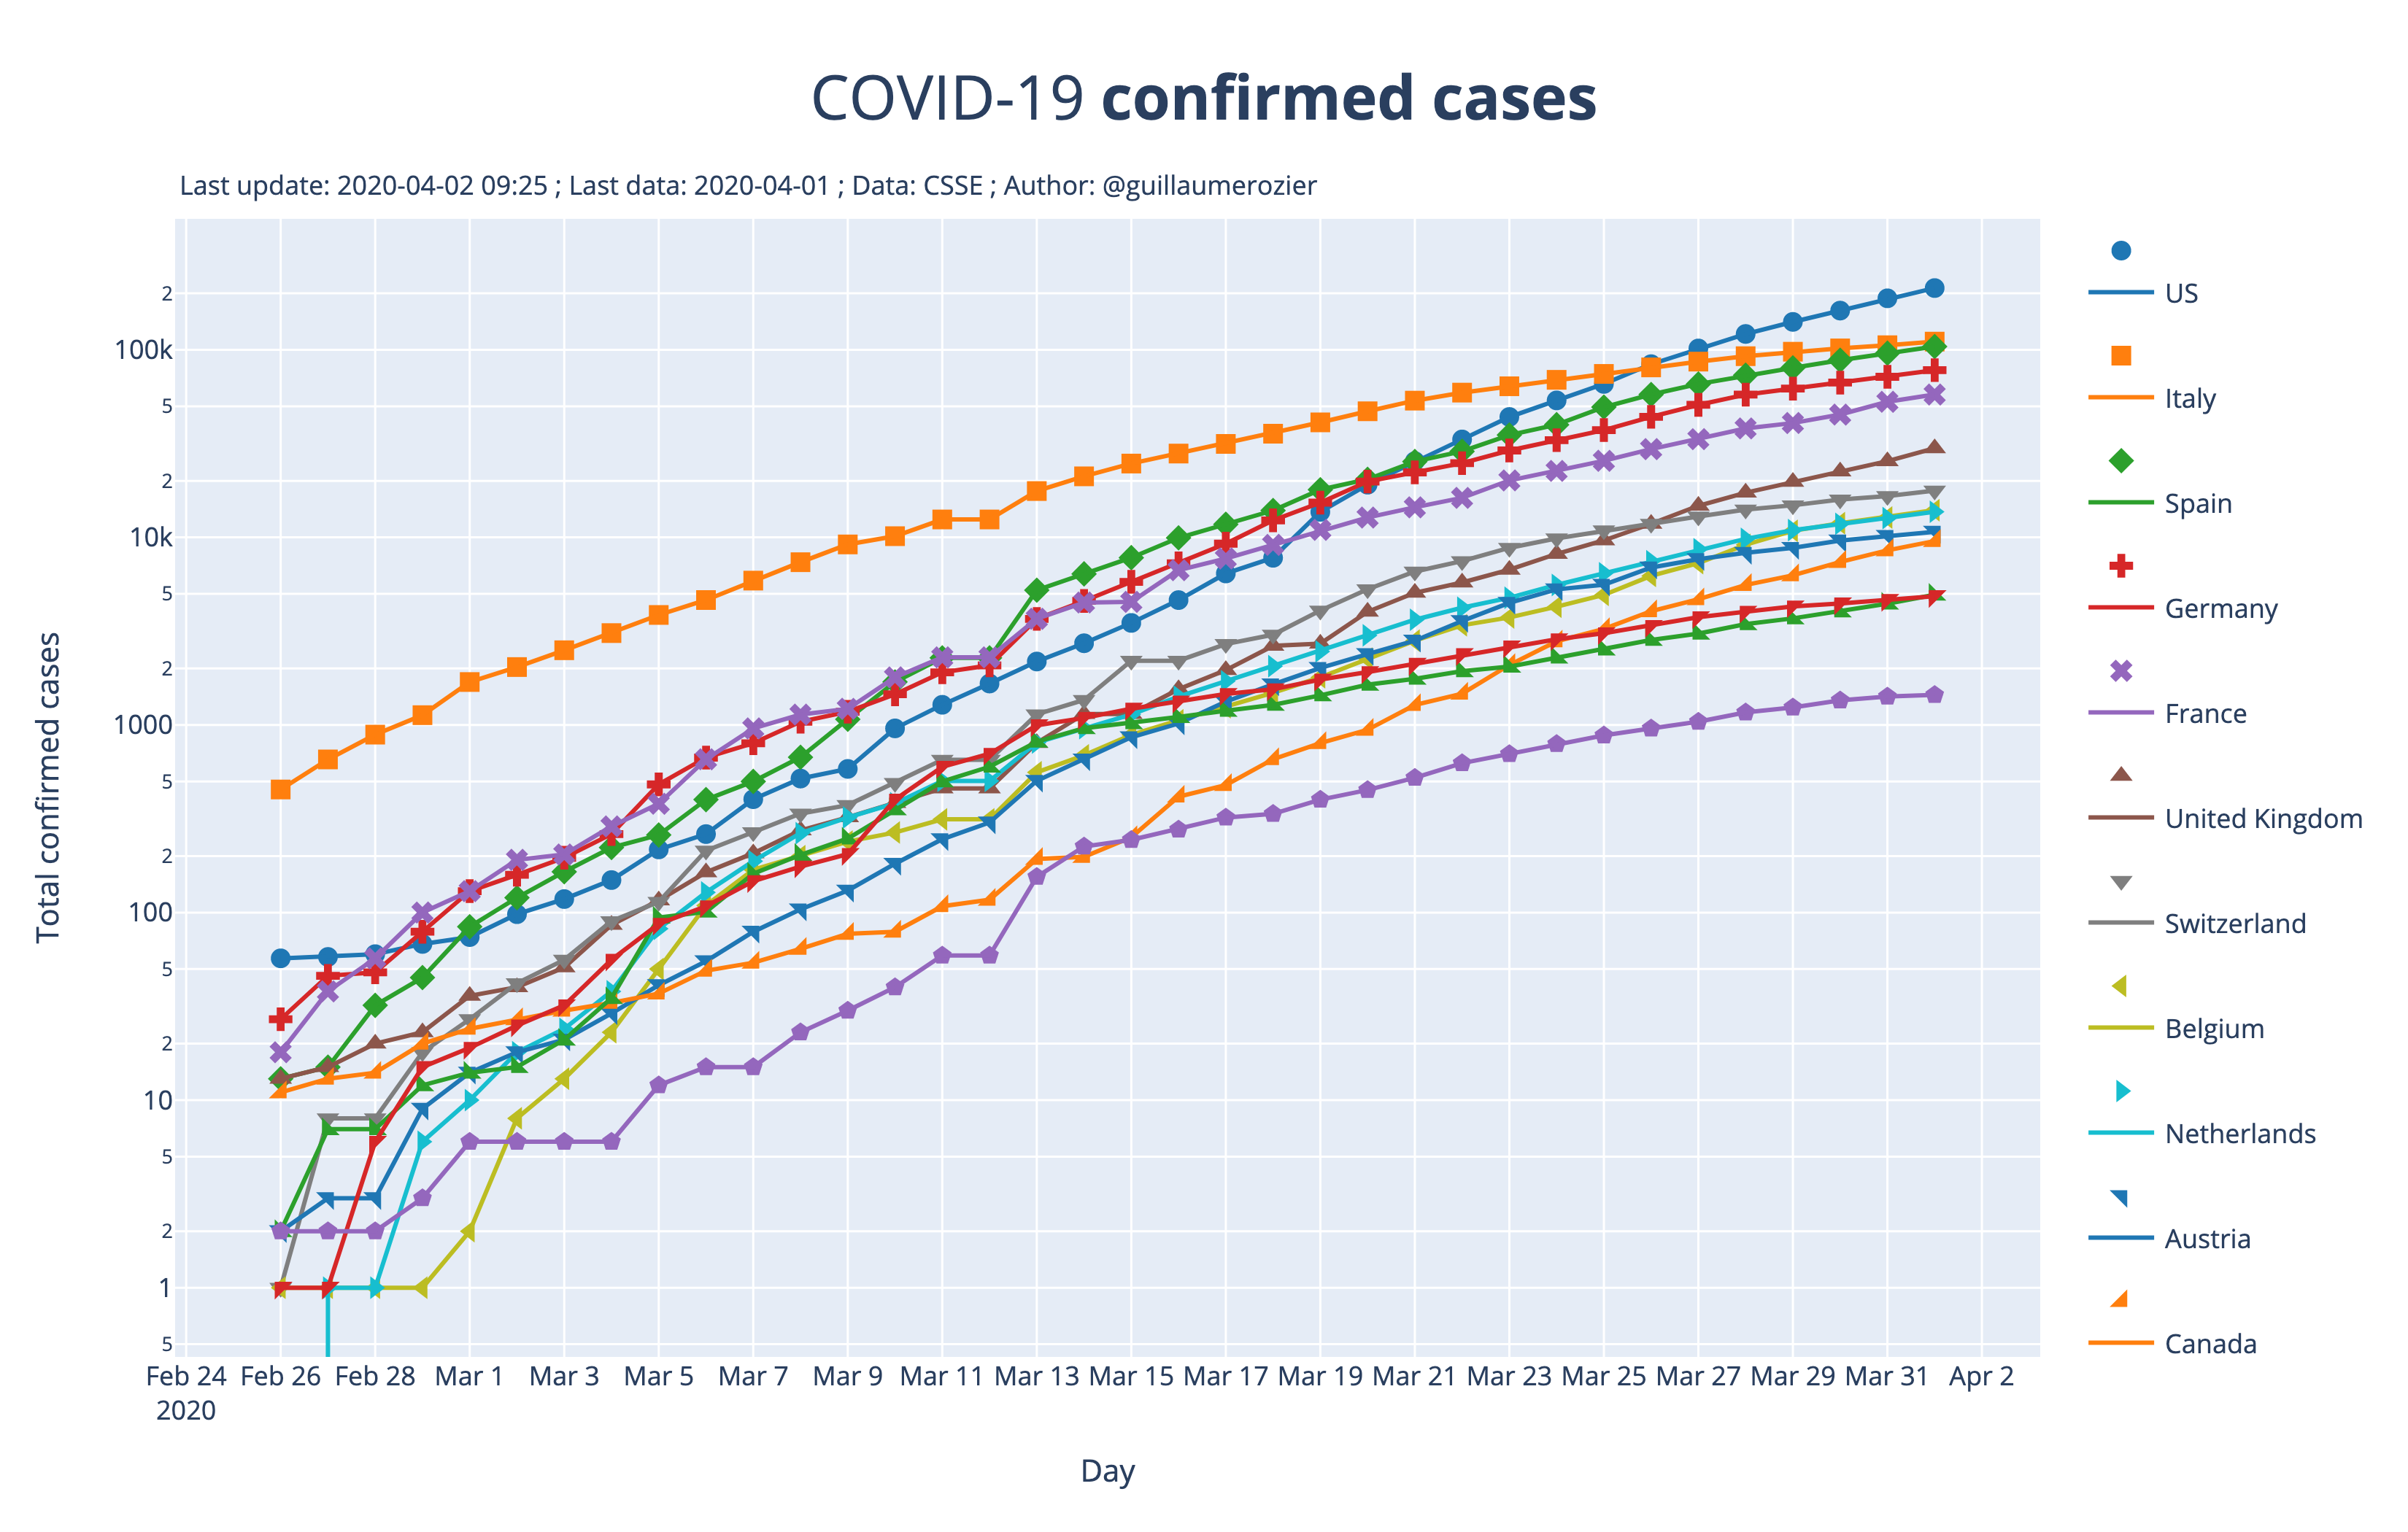 COVID-19 confirmed cases
Last update: 2020-04-02 09:25 ; Last data: 2020-04-01 ; Data: CSSE ; Author: @guillaumerozier
Total confirmed cases
2
100k
5
2
10k
5
2
1000
5
2
100
5
2
10
5
2
1
5
Feb 24 Feb 26 Feb 28 Mar 1 Mar 3 Mar 5 Mar 7 Mar 9 Mar 11 Mar 13 Mar 15 Mar 17 Mar 19 Mar 21 Mar 23 Mar 25 Mar 27 Mar 29 Mar 31 Apr 2
2020
Day
US
Italy
Spain
Germany
France
United Kingdom
Switzerland
Belgium
Netherlands
Austria
Canada